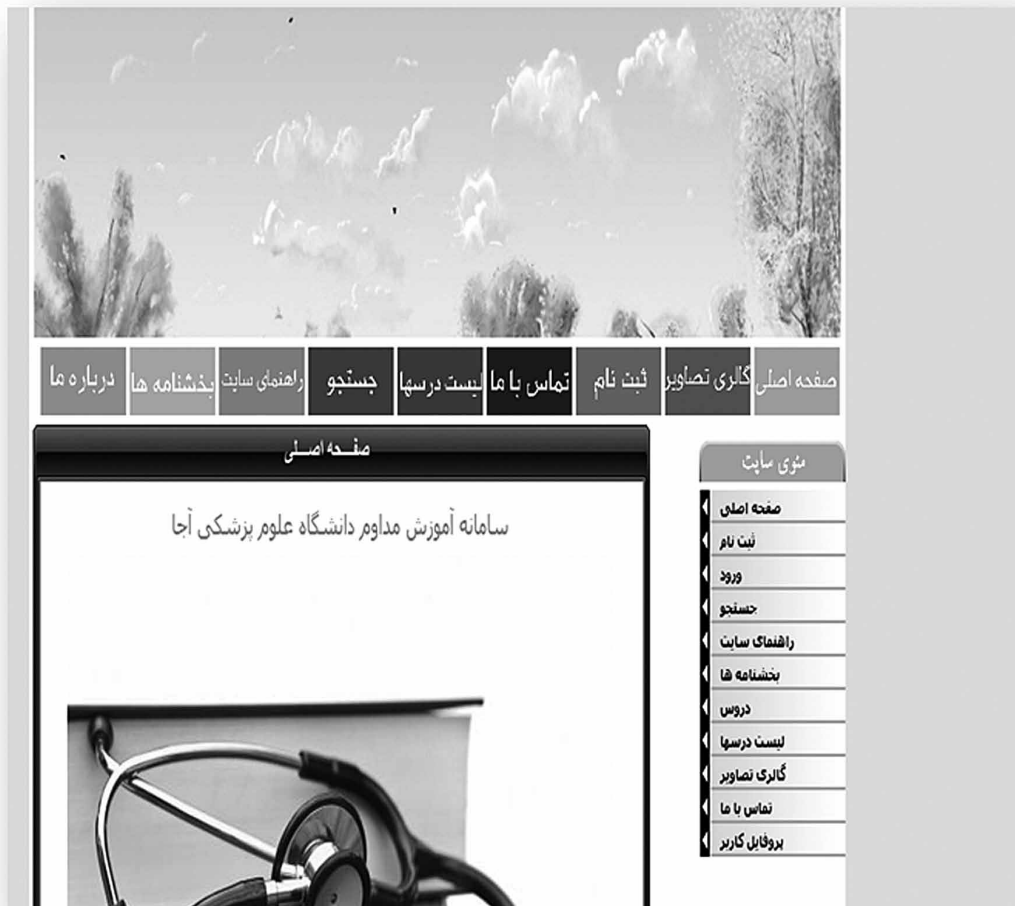 صفحه اصلی گالری تصاویر ثبت نام تماس با ما لیست درسها جستجو راهنمای سایت بخشنامه ها درباره ما
منوی سایت
صفحه اصلی
ثبت نام
ورود
جستجو
راهنمای سایت
بخشنامه ها
دروس
لیست درسها
گالری تصاویر
تماس با ما
پروفایل کاربر
صفـحه اصـلی
سامانه آموزش مداوم دانشگاه علوم پزشکی آجا